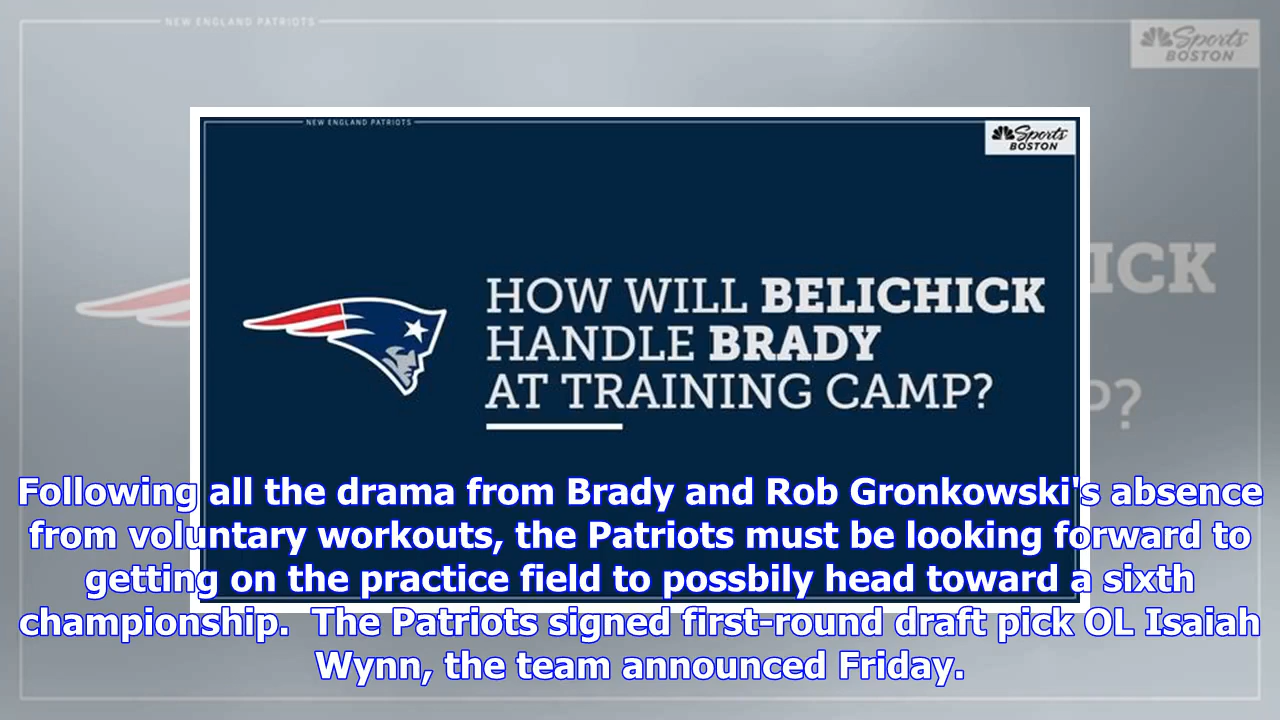 NEW ENGLAND PATRIOTS
Sports
BOSTON
NEW ENGLAND PATRIOTS
Sports
BOSTON
HOW WILL BELICHICK
HANDLE BRADY
AT TRAINING CAMP?
ICK
P?
Following all the drama from Brady and Rob Gronkowski's absence
from voluntary workouts, the Patriots must be looking forward to
getting on the practice field to possbily head toward a sixth
championship.  The Patriots signed first-round draft pick OL Isaiah
Wynn, the team announced Friday.